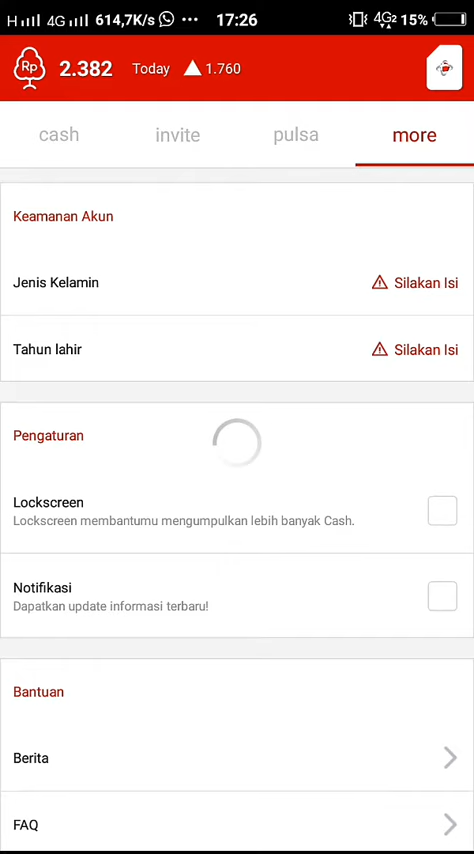 H 4G 614,7K/s 17:26 4G2 15%
Rp 2.382 Today 1.760
cash invite pulsa more
Keamanan Akun
Jenis Kelamin Silakan Isi
Tahun lahir Silakan Isi
Pengaturan
Lockscreen
Lockscreen membantumu mengumpulkan lebih banyak Cash.
Notifikasi
Dapatkan update informasi terbaru!
Bantuan
Berita
FAQ